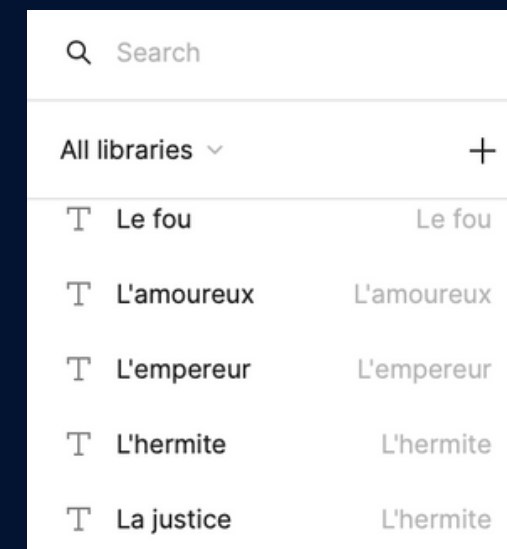 Search
All libraries
Le fou Le fou
L'amoureux L'amoureux
L'empereur L'empereur
L'hermite L'hermite
La justice L'hermite